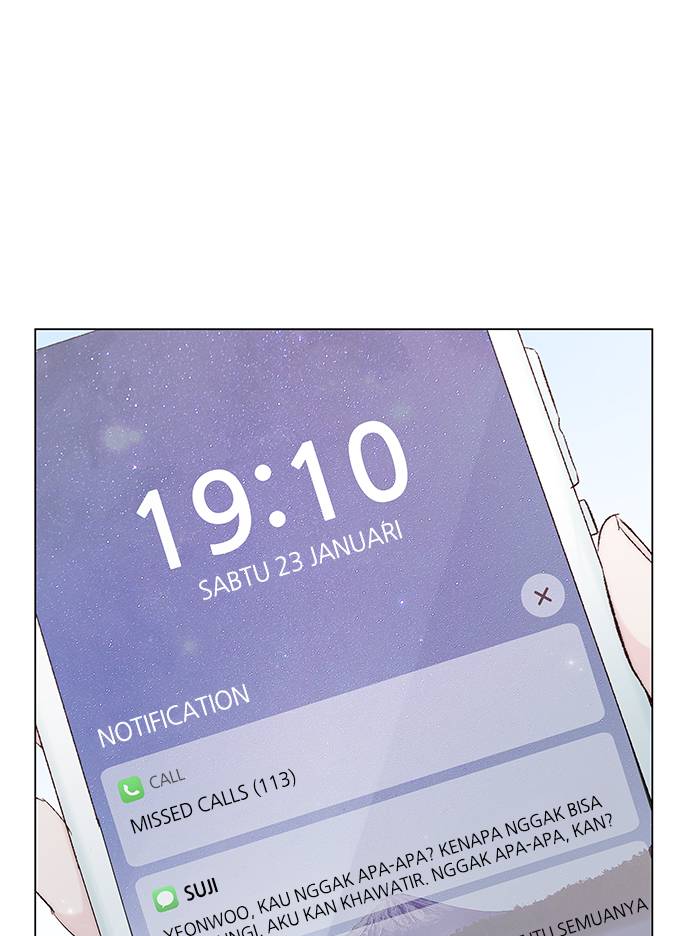 19:10
SABTU 23 JANUARI
NOTIFICATION
CALL
MISSED CALLS (113)
SUJI
YEONWOO, KAU NGGAK APA-APA? KENAPA NGGAK BISA
KAN KHAWATIR. NGGAK APA-APA, KAN?
SEMUANYA